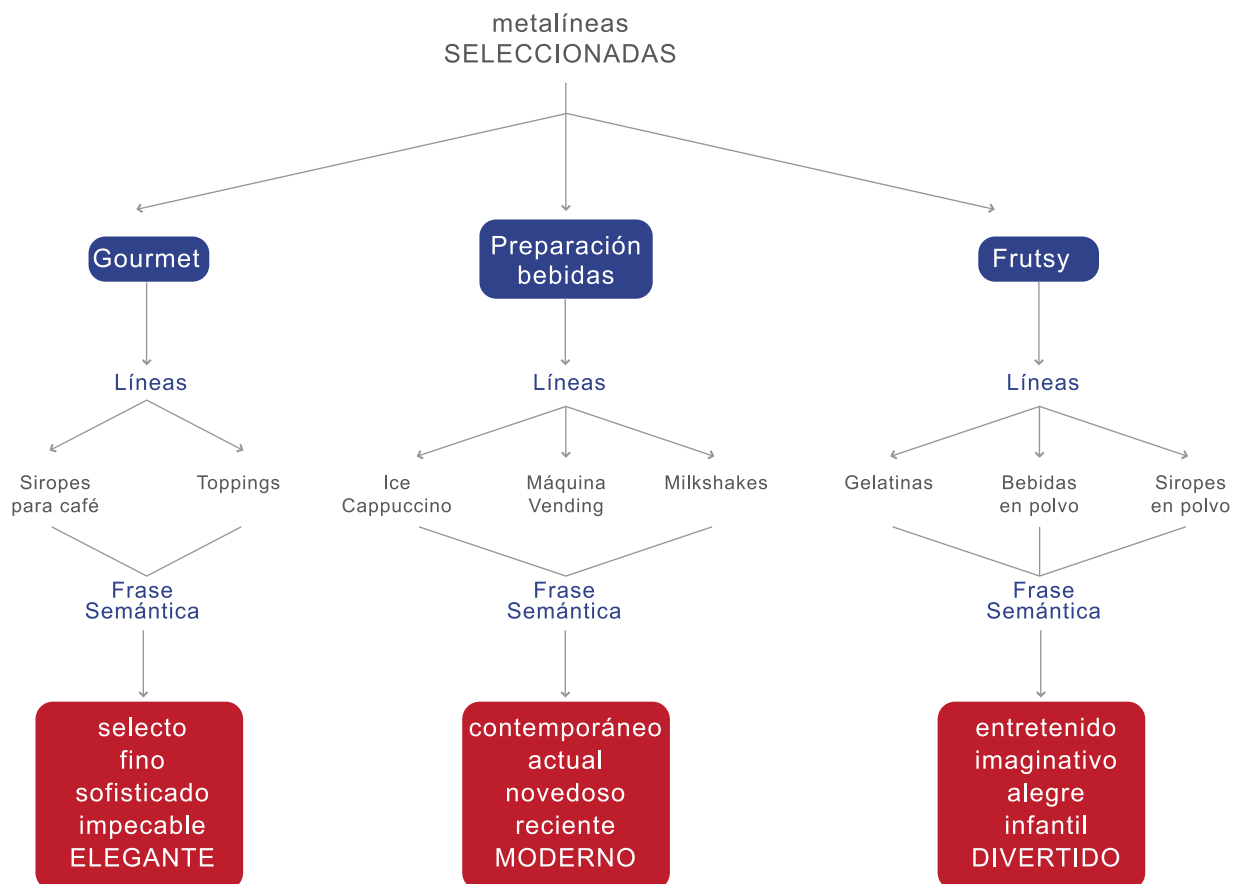 metalíneas
SELECCIONADAS
Gourmet
Preparación
bebidas
Frutsy
Líneas
Líneas
Líneas
Siropes
para café
Toppings
Ice
Cappuccino
Máquina
Vending
Milkshakes
Gelatinas
Bebidas
en polvo
Siropes
en polvo
Frase
Semántica
Frase
Semántica
Frase
Semántica
selecto
fino
sofisticado
impecable
ELEGANTE
contemporáneo
actual
novedoso
reciente
MODERNO
entretenido
imaginativo
alegre
infantil
DIVERTIDO